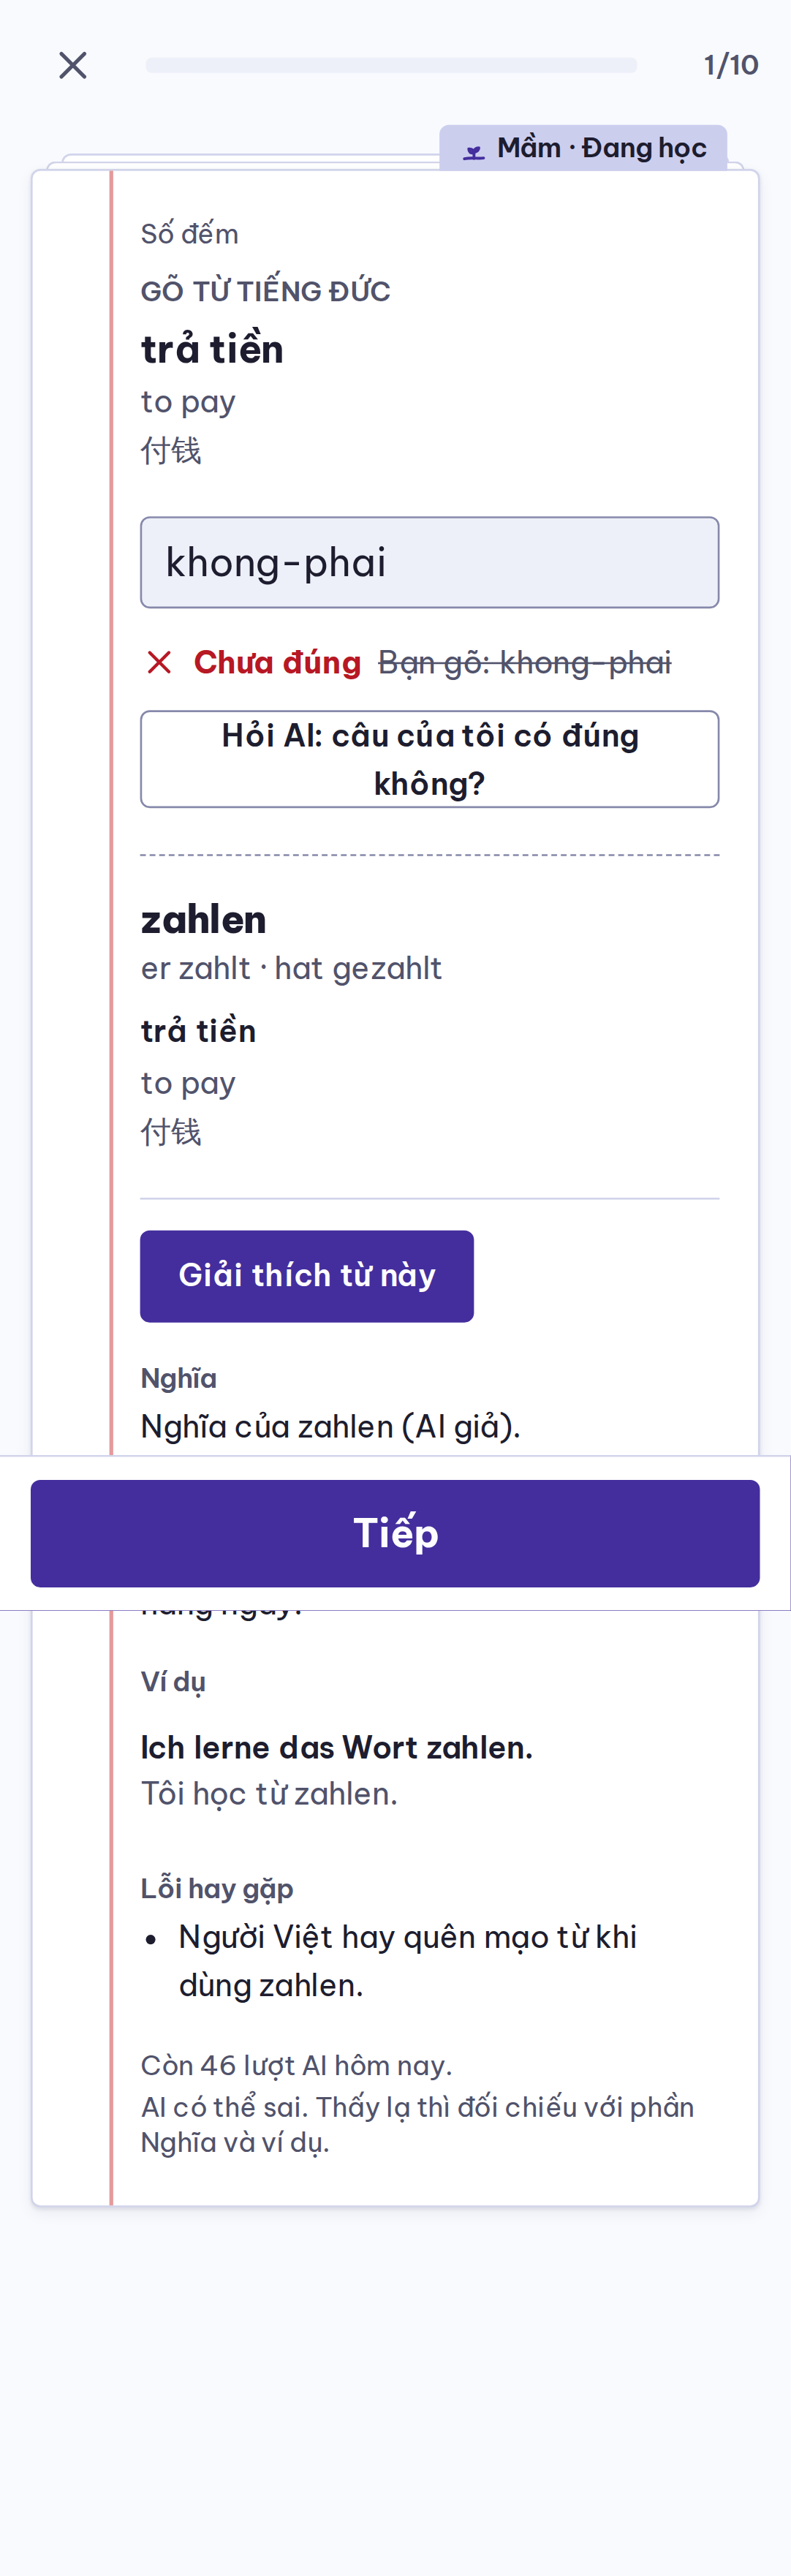 1/10
Mầm · Đang học
Số đếm
GÕ TỪ TIẾNG ĐỨC
trả tiền
to pay
付钱
khong-phai
Chưa đúng Bạn gõ: khong-phai
Hỏi AI: câu của tôi có đúng
không?
zahlen
er zahlt · hat gezahlt
trả tiền
to pay
付钱
Giải thích từ này
Nghĩa
Nghĩa của zahlen (AI giả).
Tiếp
Ví dụ
Ich lerne das Wort zahlen.
Tôi học từ zahlen.
Lỗi hay gặp
• Người Việt hay quên mạo từ khi
dùng zahlen.
Còn 46 lượt AI hôm nay.
AI có thể sai. Thấy lạ thì đối chiếu với phần
Nghĩa và ví dụ.